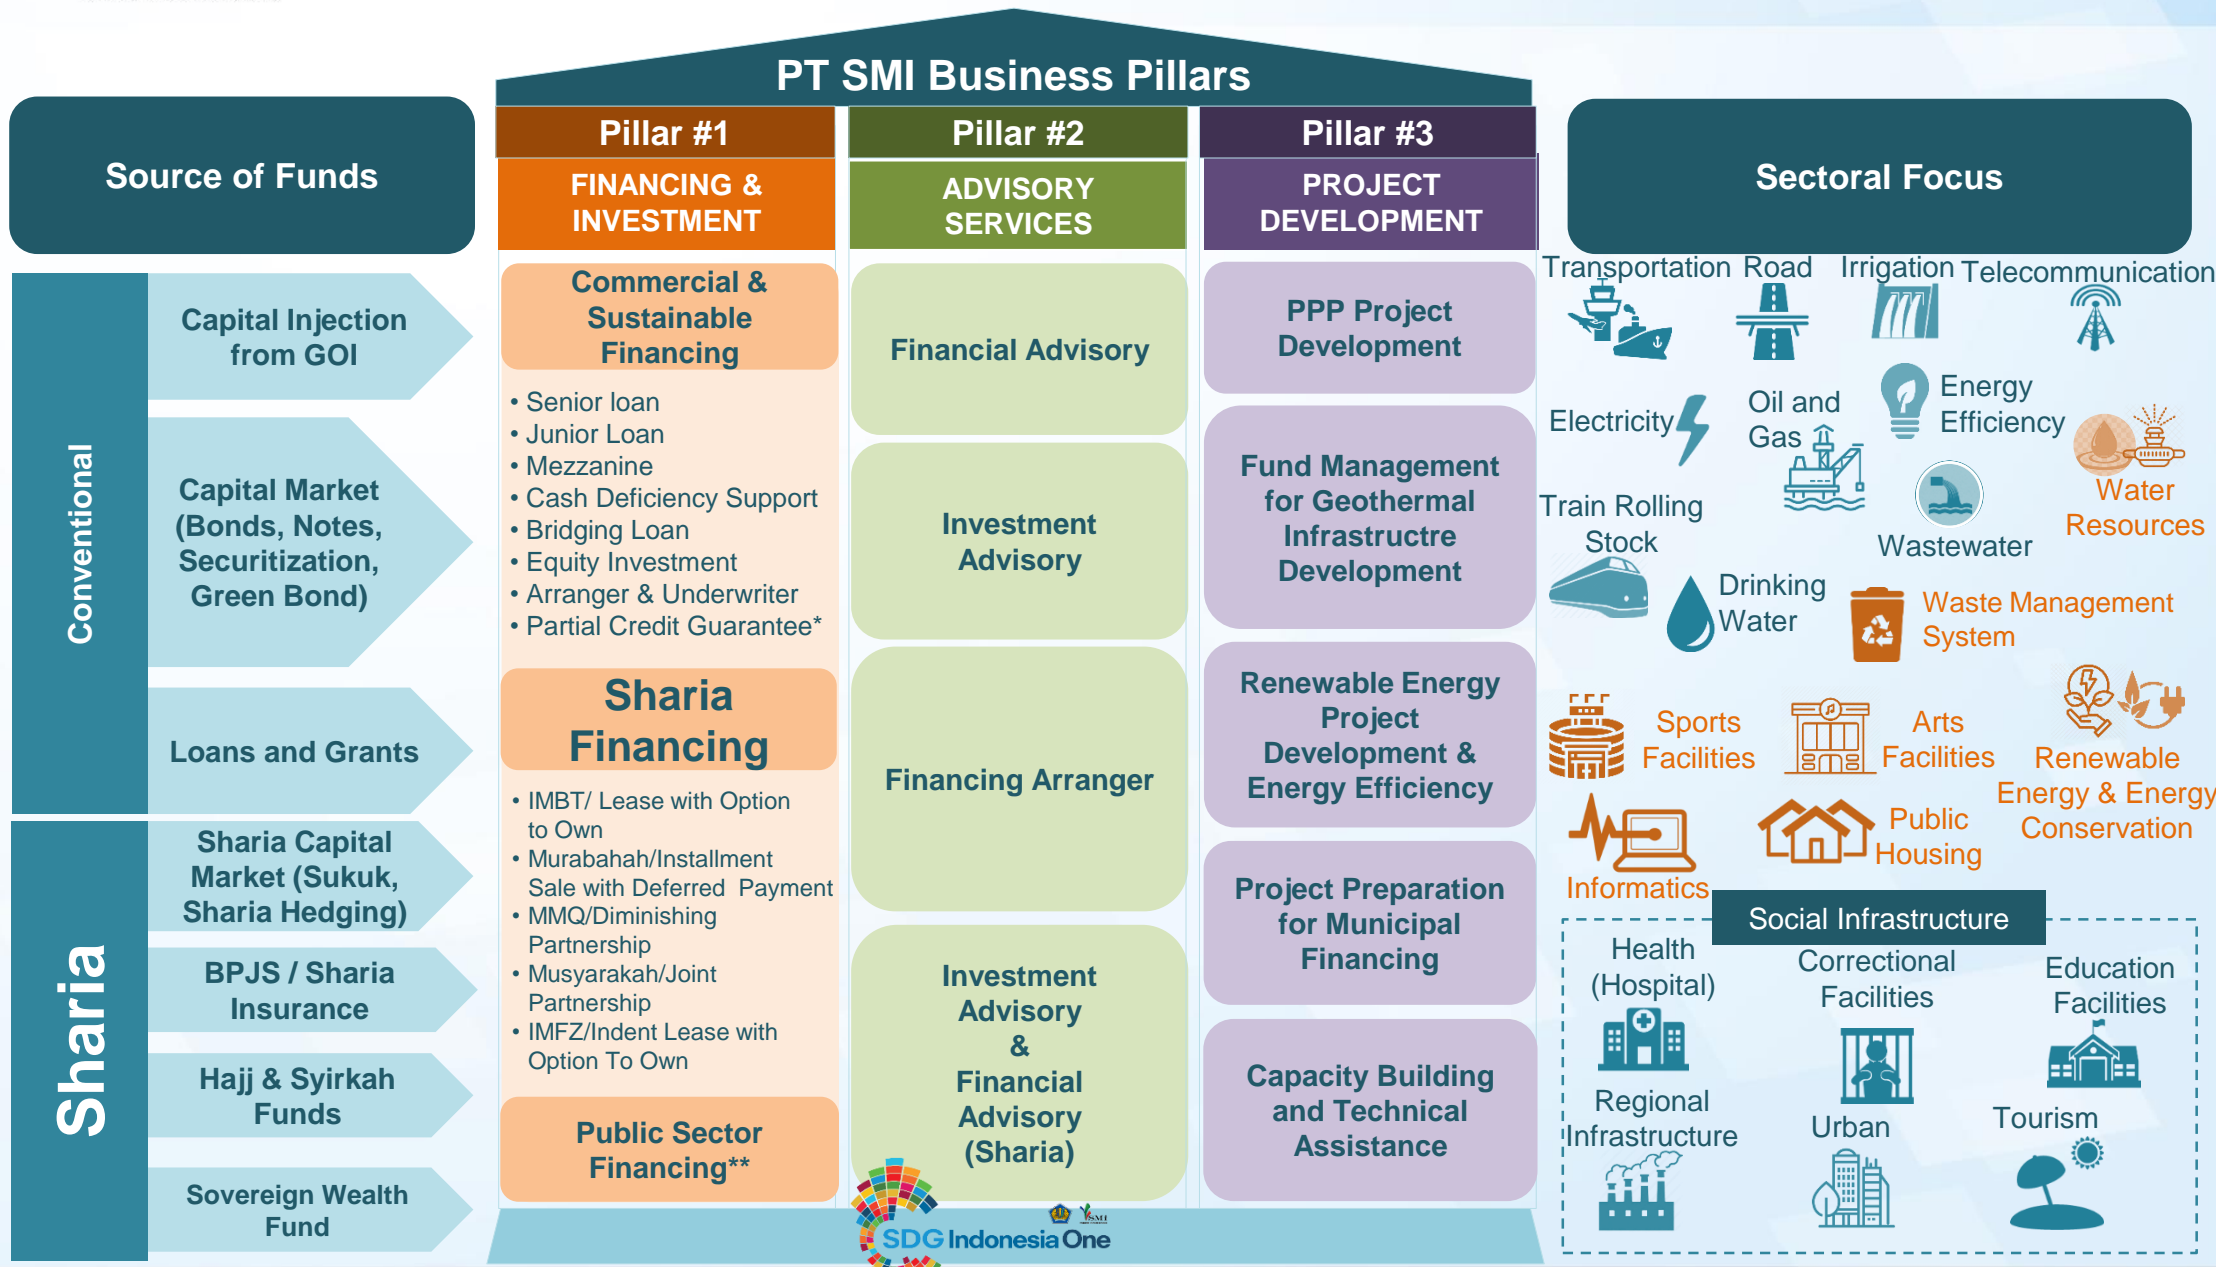 PT SMI Business Pillars
Source of Funds
Conventional
Capital Injection
from GOI
Capital Market
(Bonds, Notes,
Securitization,
Green Bond)
Loans and Grants
Sharia
Sharia Capital
Market (Sukuk,
Sharia Hedging)
BPJS / Sharia
Insurance
Hajj & Syirkah
Funds
Sovereign Wealth
Fund
Pillar #1
FINANCING &
INVESTMENT
Commercial &
Sustainable
Financing
• Senior loan
• Junior Loan
• Mezzanine
• Cash Deficiency Support
• Bridging Loan
• Equity Investment
• Arranger & Underwriter
• Partial Credit Guarantee*
Sharia
Financing
• IMBT/ Lease with Option
to Own
• Murabahah/Installment
Sale with Deferred Payment
• MMQ/Diminishing
Partnership
• Musyarakah/Joint
Partnership
• IMFZ/Indent Lease with
Option To Own
Public Sector
Financing**
Pillar #2
ADVISORY
SERVICES
Financial Advisory
Investment
Advisory
Financing Arranger
Investment
Advisory
&
Financial
Advisory
(Sharia)
Pillar #3
PROJECT
DEVELOPMENT
PPP Project
Development
Fund Management
for Geothermal
Infrastructre
Development
Renewable Energy
Project
Development &
Energy Efficiency
Project Preparation
for Municipal
Financing
Capacity Building
and Technical
Assistance
SMI
SDG Indonesia One
Sectoral Focus
Transportation
Road
Irrigation
Telecommunication
Electricity
Oil and
Gas
Energy
Efficiency
Water
Resources
Train Rolling
Stock
Wastewater
Drinking
Water
Waste Management
System
Sports
Facilities
Arts
Facilities
Renewable
Energy & Energy
Conservation
Informatics
Public
Housing
Social Infrastructure
Health
(Hospital)
Correctional
Facilities
Education
Facilities
Regional
Infrastructure
Urban
Tourism